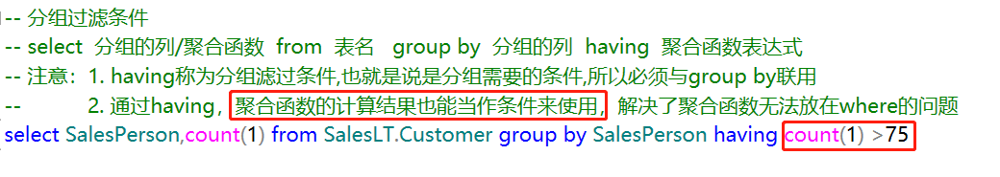 -- 分组过滤条件
-- select  分组的列/聚合函数  from  表名   group by  分组的列  having  聚合函数表达式
-- 注意：1. having称为分组滤过条件,也就是说是分组需要的条件,所以必须与group by联用
--          2. 通过having，聚合函数的计算结果也能当作条件来使用，解决了聚合函数无法放在where的问题
select SalesPerson,count(1) from SalesLT.Customer group by SalesPerson having count(1) >75